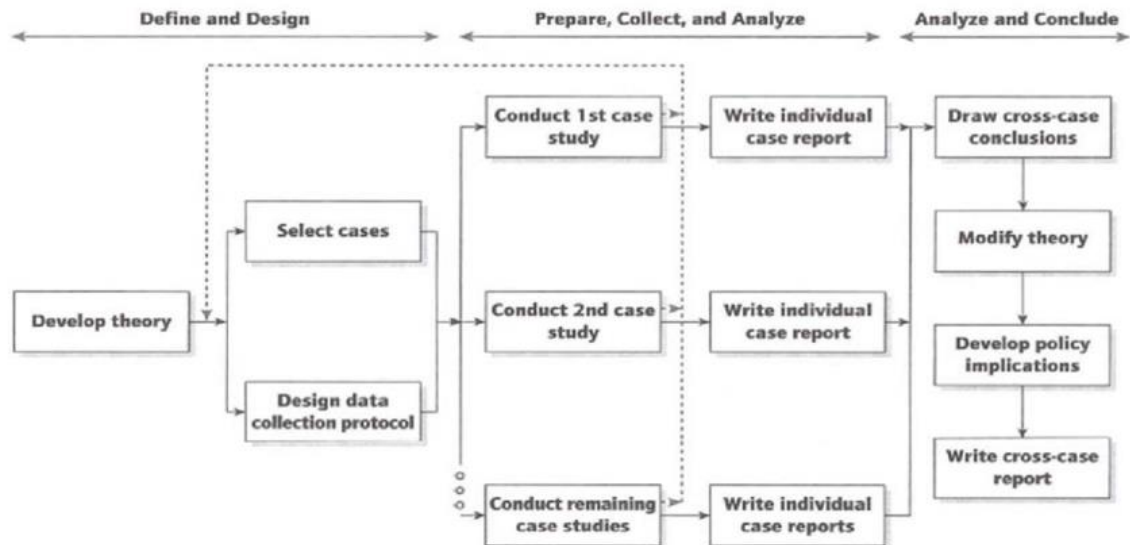 Define and Design
Prepare, Collect, and Analyze
Analyze and Conclude
Develop theory
Select cases
Design data
collection protocol
Conduct 1st case
study
Write individual
case report
Conduct 2nd case
study
Write individual
case report
Conduct remaining
case studies
Write individual
case reports
Draw cross-case
conclusions
Modify theory
Develop policy
implications
Write cross-case
report